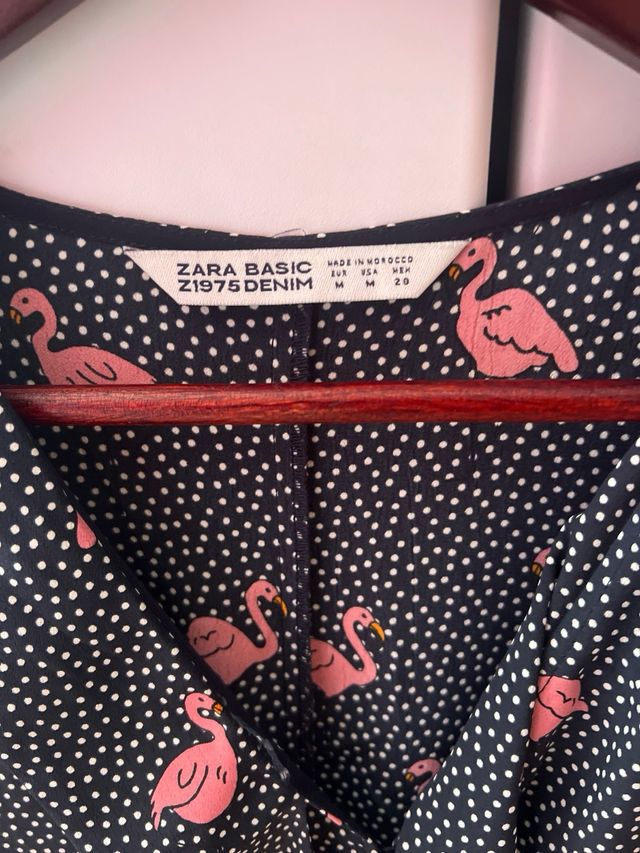 ZARA BASIC
Z1975 DENIM
MADE IN MOROCCO
EUR USA MEX
M M 28